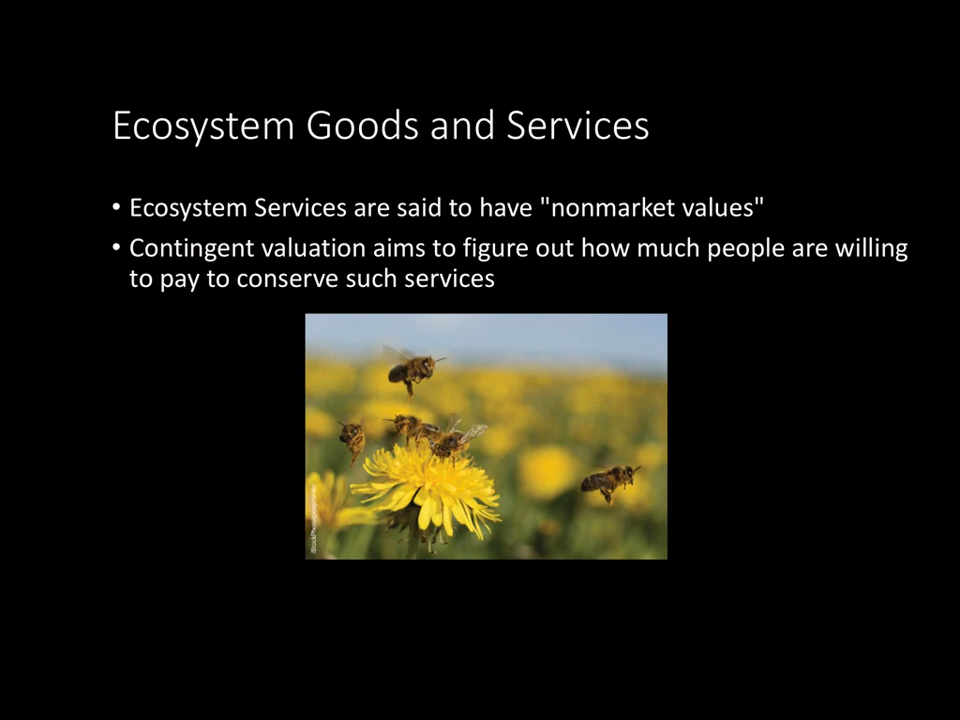 Ecosystem Goods and Services
• Ecosystem Services are said to have "nonmarket values"
• Contingent valuation aims to figure out how much people are willing
to pay to conserve such services